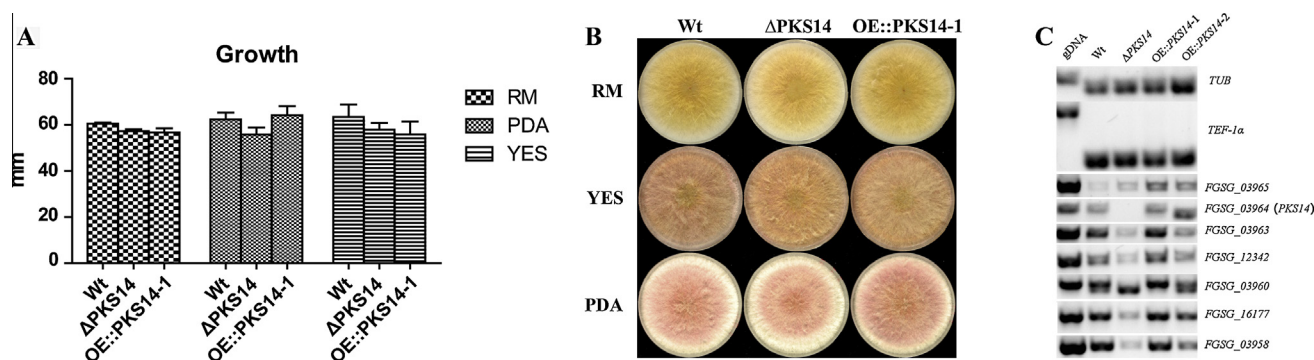 A
Growth
80
60
40
20
0
mm
RM
PDA
YES
Wt
ΔPKS14
OE::PKS14-1
Wt
ΔPKS14
OE::PKS14-1
Wt
ΔPKS14
OE::PKS14-1
B
Wt ΔPKS14 OE::PKS14-1
RM
YES
PDA
C
gDNA
Wt
ΔPKS14
OE::PKS14-1
OE::PKS14-2
TUB
TEF-1α
FGSG_03965
FGSG_03964 (PKS14)
FGSG_03963
FGSG_12342
FGSG_03960
FGSG_16177
FGSG_03958